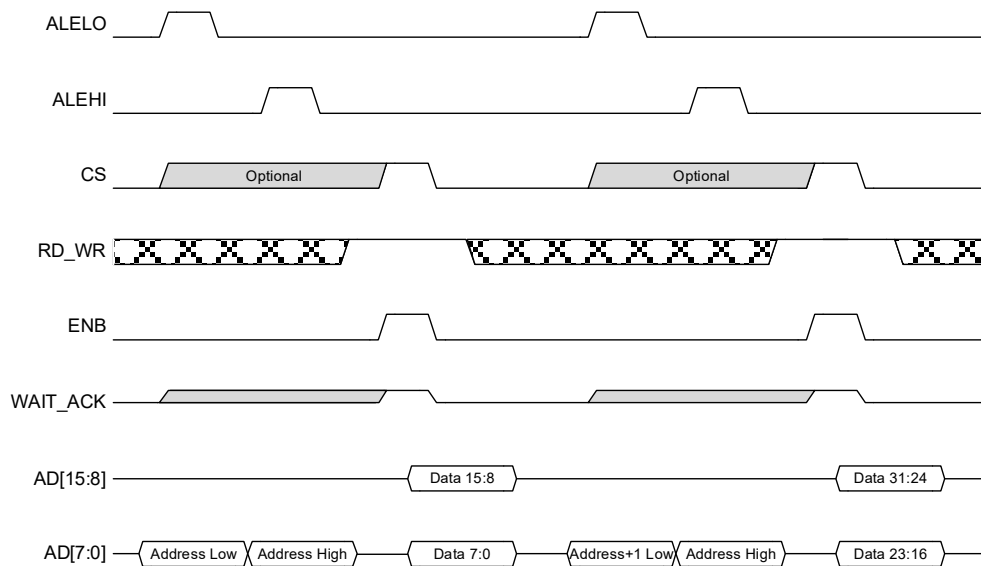 ALELO
ALEHI
CS
Optional
Optional
RD_WR
ENB
WAIT_ACK
AD[15:8]
Data 15:8
Data 31:24
AD[7:0]
Address Low
Address High
Data 7:0
Address+1 Low
Address High
Data 23:16